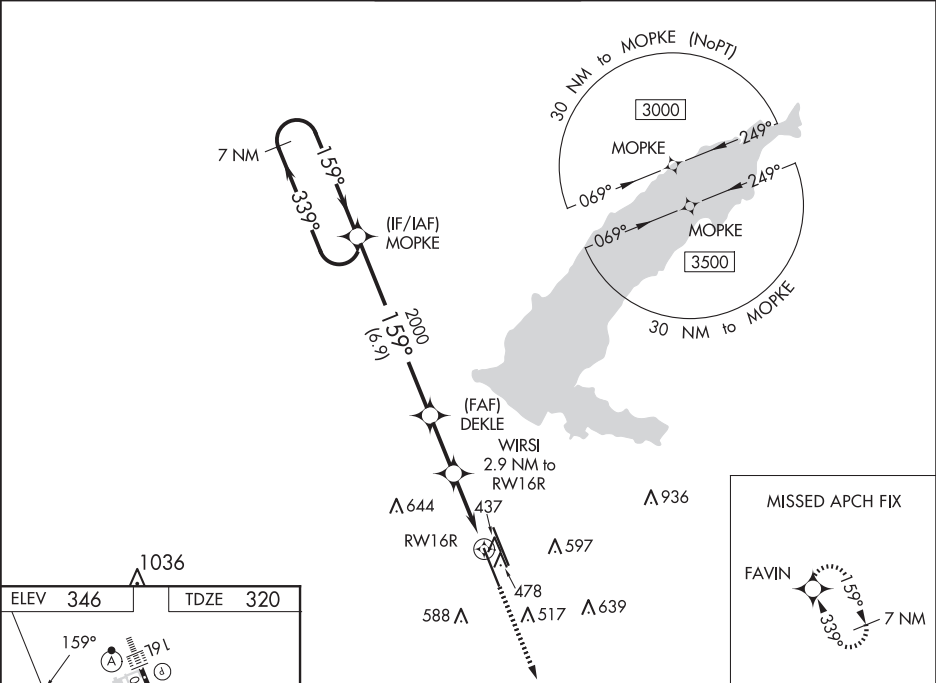 30 NM to MOPKE (NoPT)
3000
MOPKE
249°
069°
249°
069°
MOPKE
3500
30 NM to MOPKE
7 NM
159°
339°
(IF/IAF)
MOPKE
2000
159°
(6.9)
(FAF)
DEKLE
WIRSI
2.9 NM to
RW16R
644
437
936
RW16R
597
478
588
517
639
MISSED APCH FIX
FAVIN
159°
339°
7 NM
1036
ELEV 346
TDZE 320
159°
A
16L
P